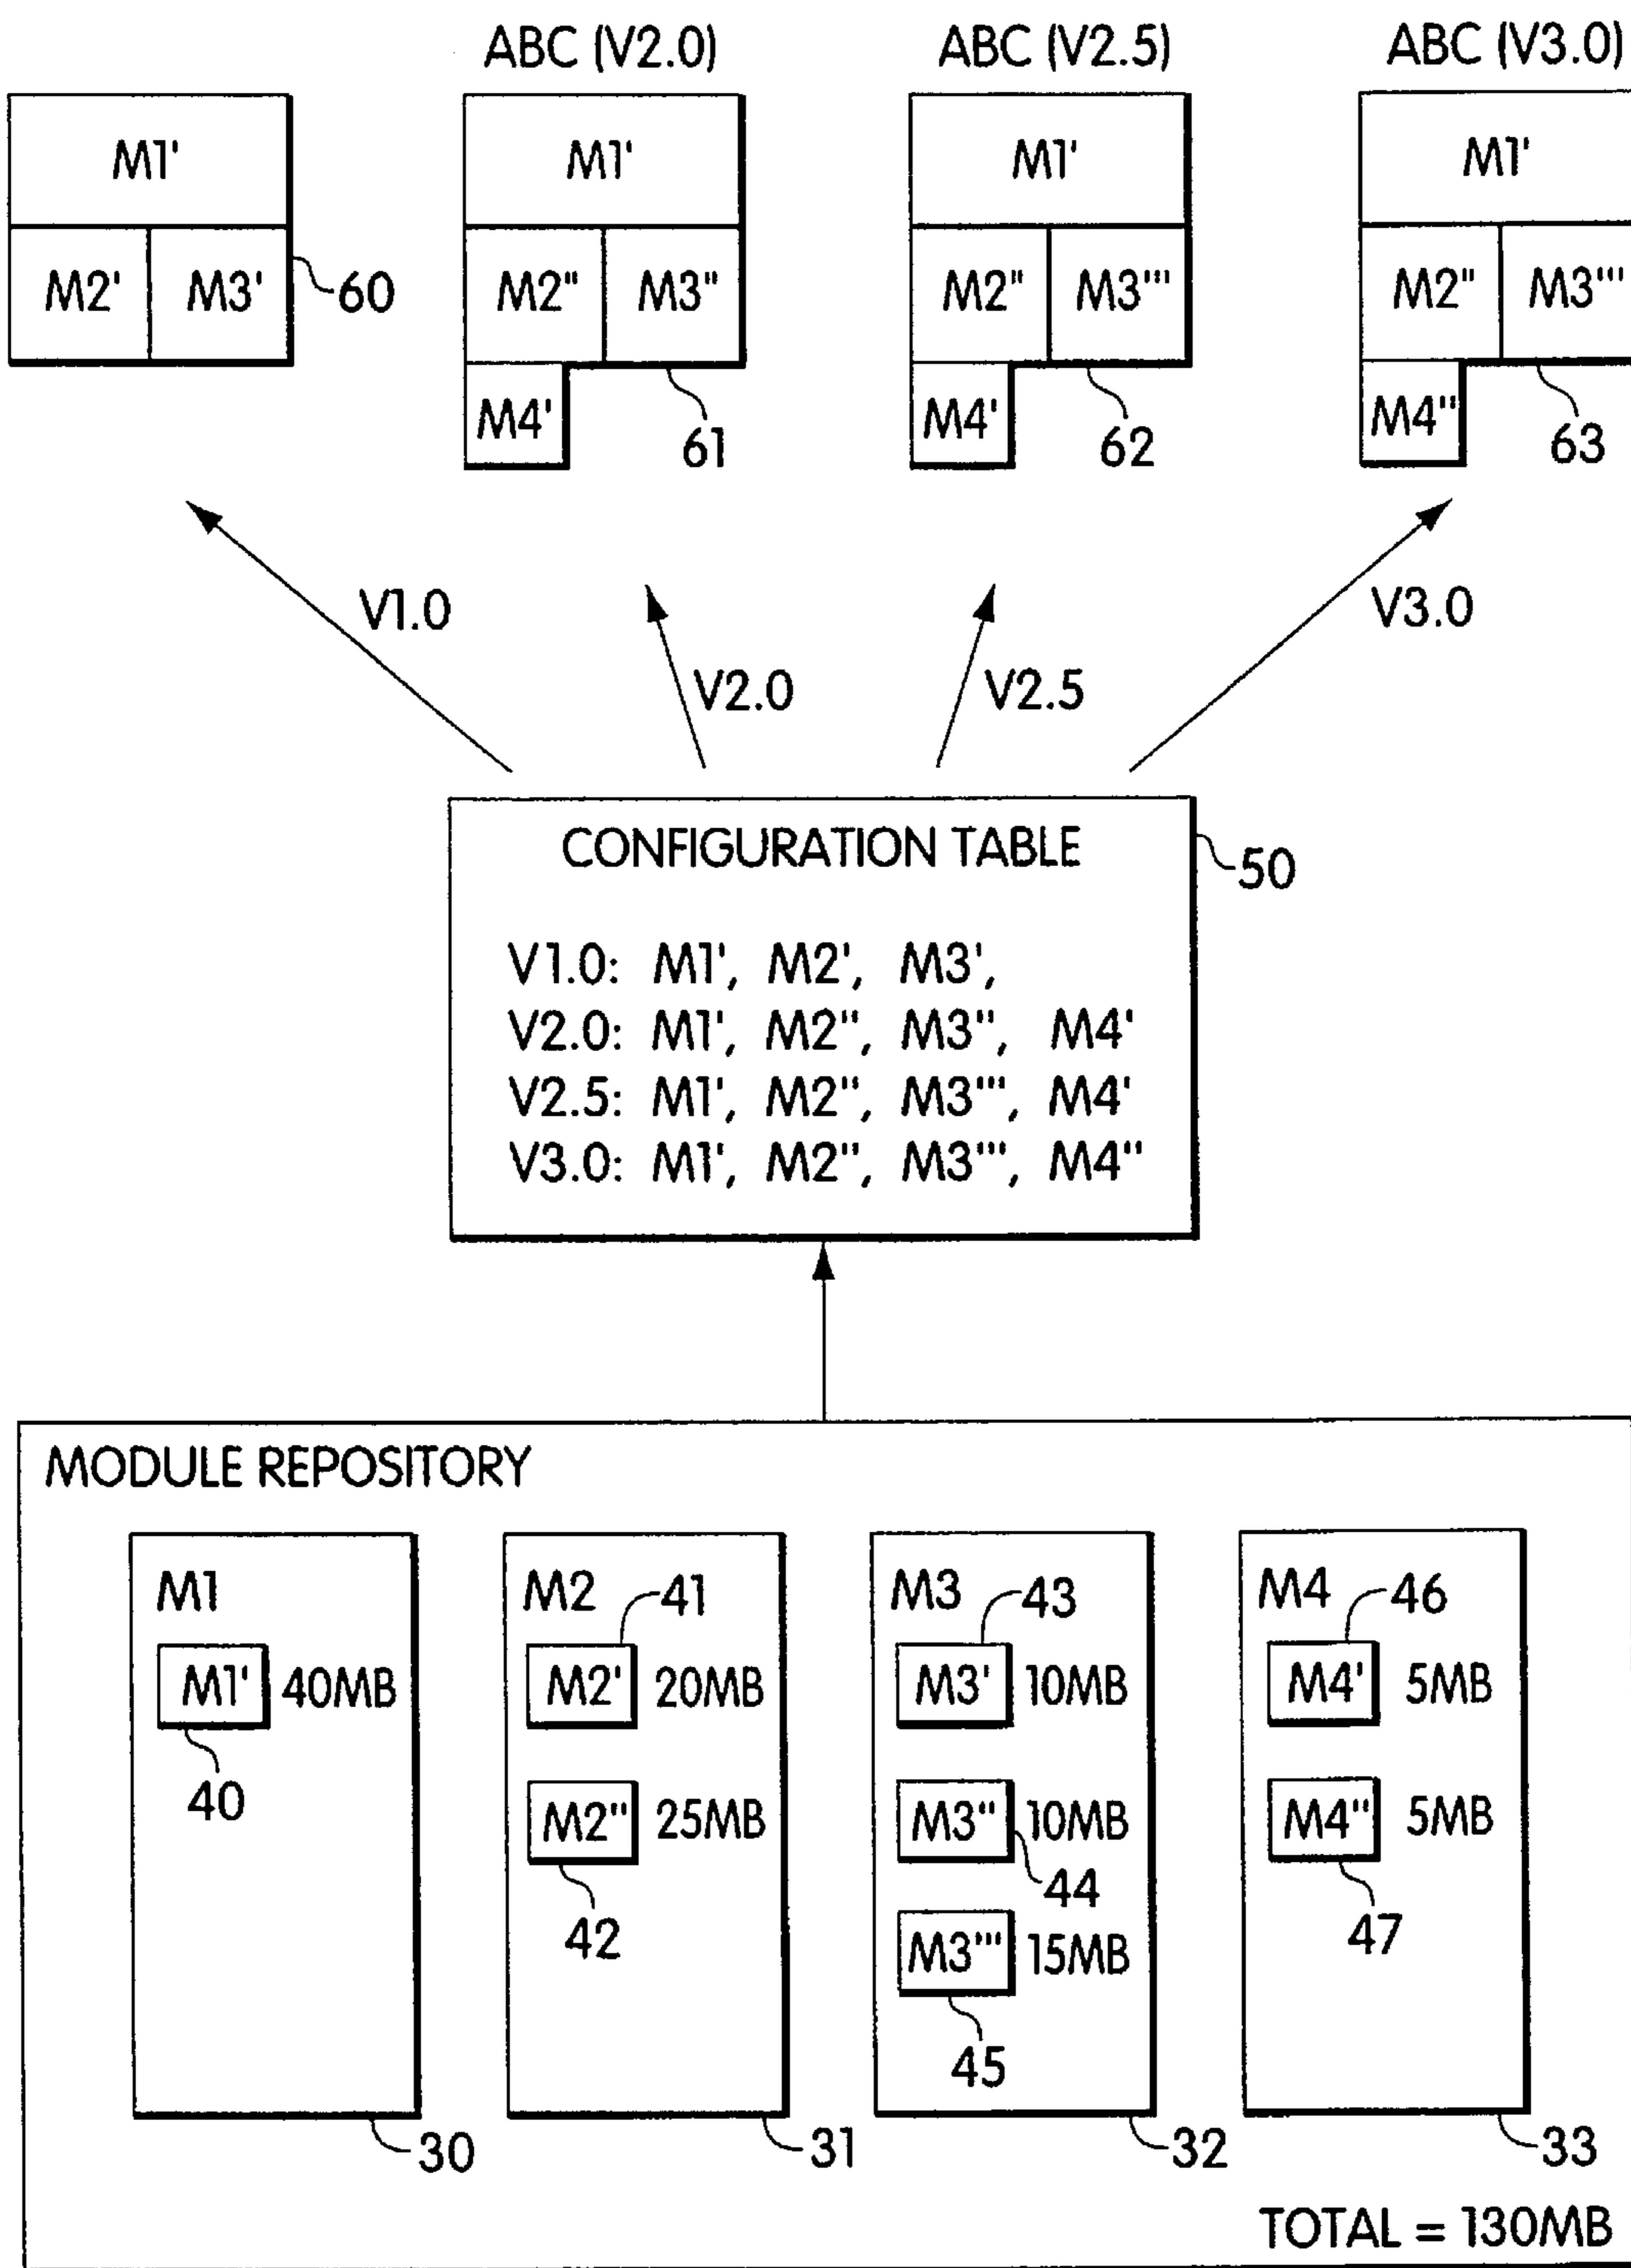 ABC (V2.0) ABC (V2.5) ABC (V3.0)
M1' M1' M1' M1'
M2' M3' 60 M2" M3" M2" M3''' M2" M3'''
M4' 61 M4' 62 M4" 63
V1.0 V3.0
V2.0 V2.5
CONFIGURATION TABLE
50
V1.0: M1', M2', M3',
V2.0: M1', M2", M3", M4'
V2.5: M1', M2", M3''', M4'
V3.0: M1', M2", M3''', M4"
MODULE REPOSITORY
M1 M2 41 M3 43 M4 46
M1' 40MB M2' 20MB M3' 10MB M4' 5MB
40 M2" 25MB M3" 10MB M4" 5MB
44
42 M3''' 15MB 47
45
30 31 32 33
TOTAL = 130MB